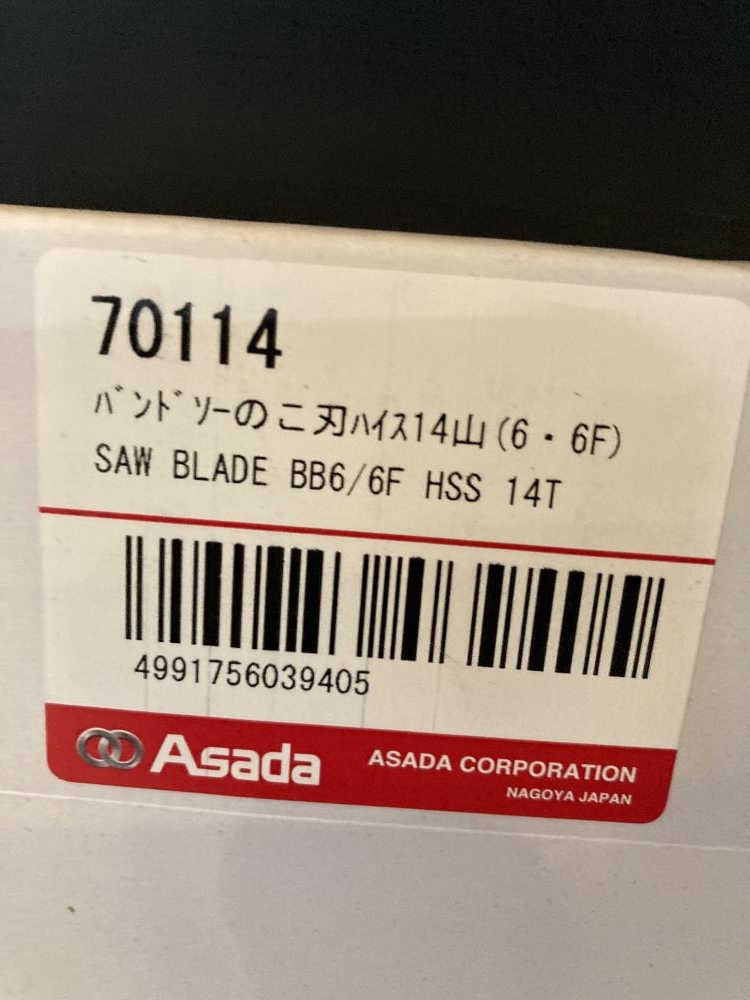 70114
ﾊﾞﾝﾄﾞｿｰのこ刃ﾊｲｽ14山(6・6F)
SAW BLADE BB6/6F HSS 14T
4991756039405
Asada
ASADA CORPORATION
NAGOYA JAPAN